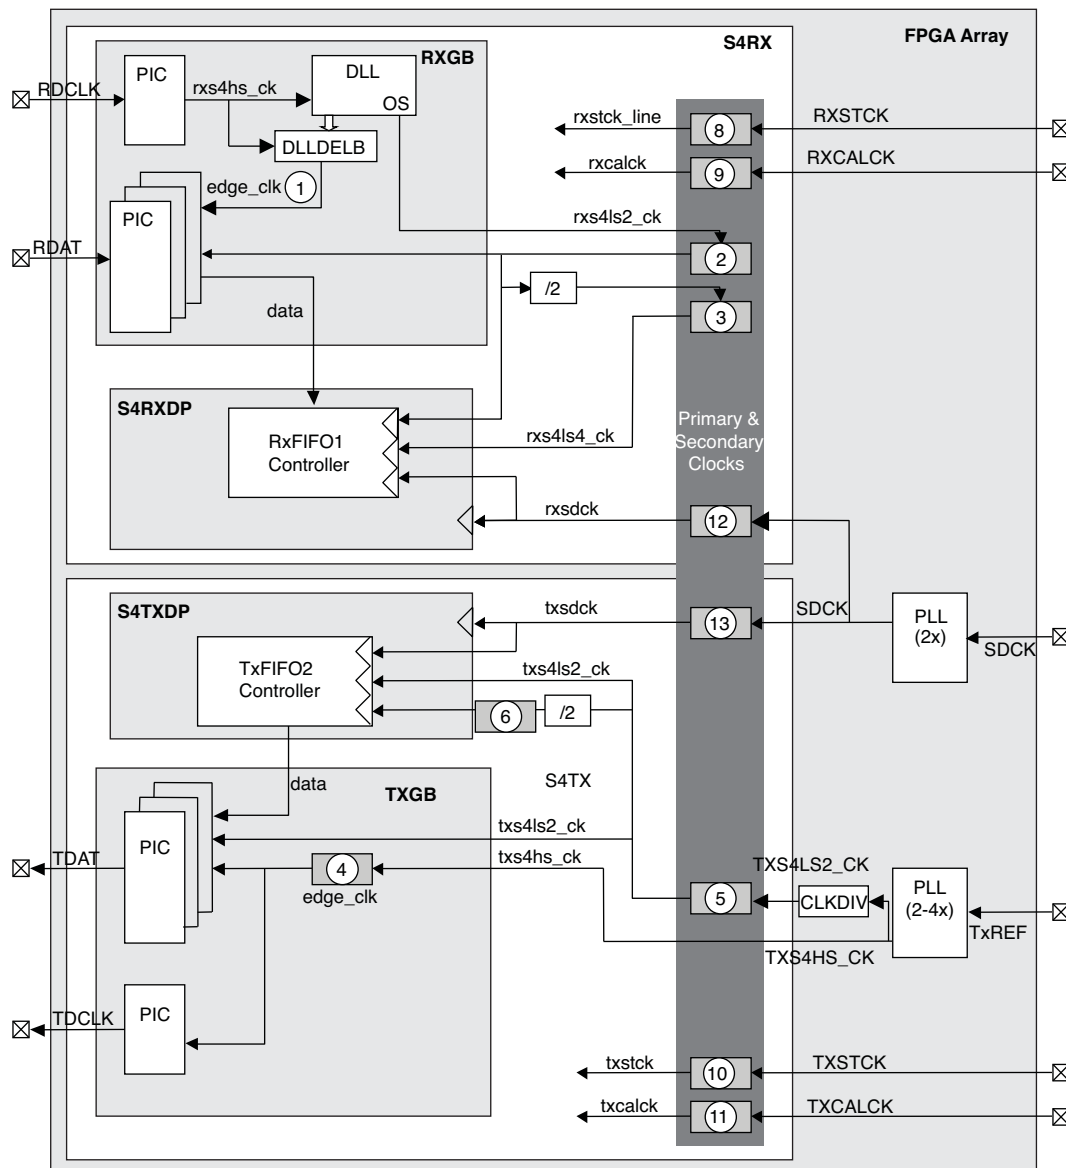 FPGA Array
S4RX
RXGB
RDCLK
PIC
rxs4hs_ck
DLL
OS
DLLDELB
edge_clk 1
PIC
RDAT
data
rxstck_line
8
RXSTCK
rxcalck
9
RXCALCK
rxs4ls2_ck
2
/2
3
S4RXDP
RxFIFO1
Controller
rxs4ls4_ck
Primary &
Secondary
Clocks
rxsdck
12
S4TXDP
TxFIFO2
Controller
txsdck
13
SDCK
PLL
(2x)
SDCK
txs4ls2_ck
6
/2
data
S4TX
TXGB
PIC
TDAT
txs4ls2_ck
txs4hs_ck
4
edge_clk
5
TXS4LS2_CK
CLKDIV
PLL
(2-4x)
TxREF
TXS4HS_CK
PIC
TDCLK
txstck
10
TXSTCK
txcalck
11
TXCALCK